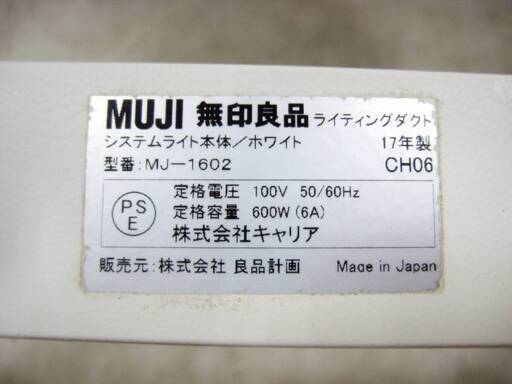 MUJI 無印良品 ライティングダクト
システムライト本体/ホワイト 17年製
型番:MJ-1602 CH06
PS
E
定格電圧 100V 50/60Hz
定格容量 600W(6A)
株式会社キャリア
販売元:株式会社 良品計画 Made in Japan